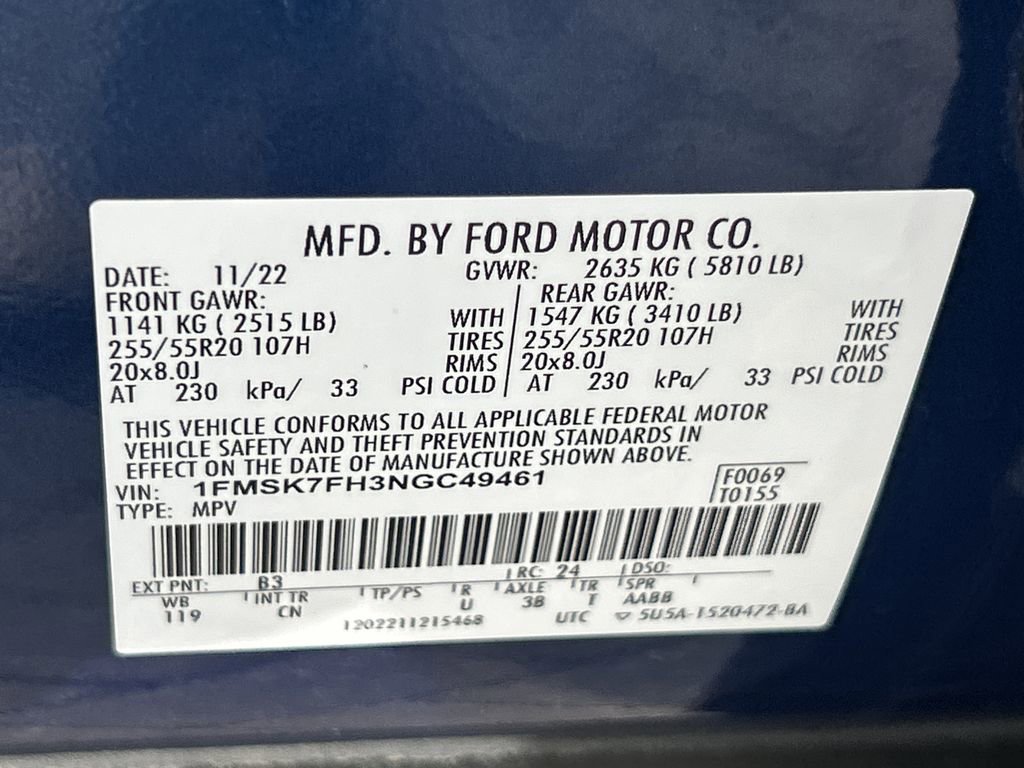 MFD. BY FORD MOTOR CO.
DATE: 11/22 GVWR: 2635 KG ( 5810 LB)
FRONT GAWR: REAR GAWR:
1141 KG ( 2515 LB) WITH 1547 KG ( 3410 LB) WITH
255/55R20 107H TIRES 255/55R20 107H TIRES
20x8.0J RIMS 20x8.0J RIMS
AT 230 kPa/ 33 PSI COLD AT 230 kPa/ 33 PSI COLD
THIS VEHICLE CONFORMS TO ALL APPLICABLE FEDERAL MOTOR
VEHICLE SAFETY AND THEFT PREVENTION STANDARDS IN
EFFECT ON THE DATE OF MANUFACTURE SHOWN ABOVE.
VIN: 1FMSK7FH3NGC49461 F0069
TYPE: MPV T0155
EXT PNT: B3 RC: 24 DSO:
WB INT TR TP/PS R AXLE TR SPR
119 CN U 3B T AABB
1202211215468 UTC ▽ 5U5A-1520472-BA